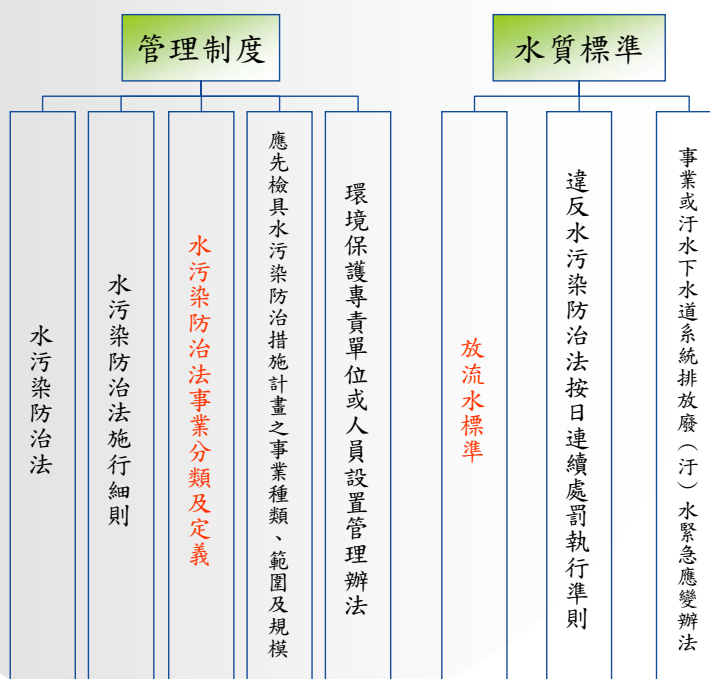 管理制度
水污染防治法
水污染防治法施行細則
水污染防治法事業分類及定義
應先檢具水污染防治措施計畫之事業種類、範圍及規模
環境保護專責單位或人員設置管理辦法
水質標準
放流水標準
違反水污染防治法按日連續處罰執行準則
事業或汙水下水道系統排放廢（汙）水緊急應變辦法